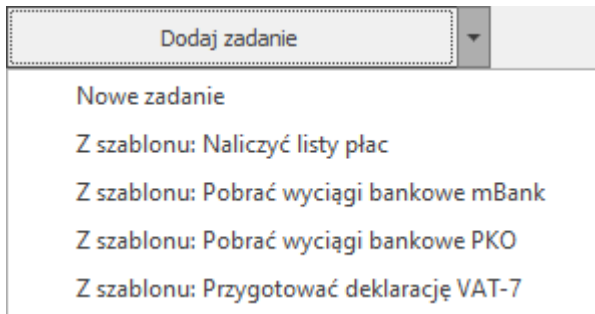 Dodaj zadanie
Nowe zadanie
Z szablonu: Naliczyć listy płac
Z szablonu: Pobrać wyciągi bankowe mBank
Z szablonu: Pobrać wyciągi bankowe PKO
Z szablonu: Przygotować deklarację VAT-7